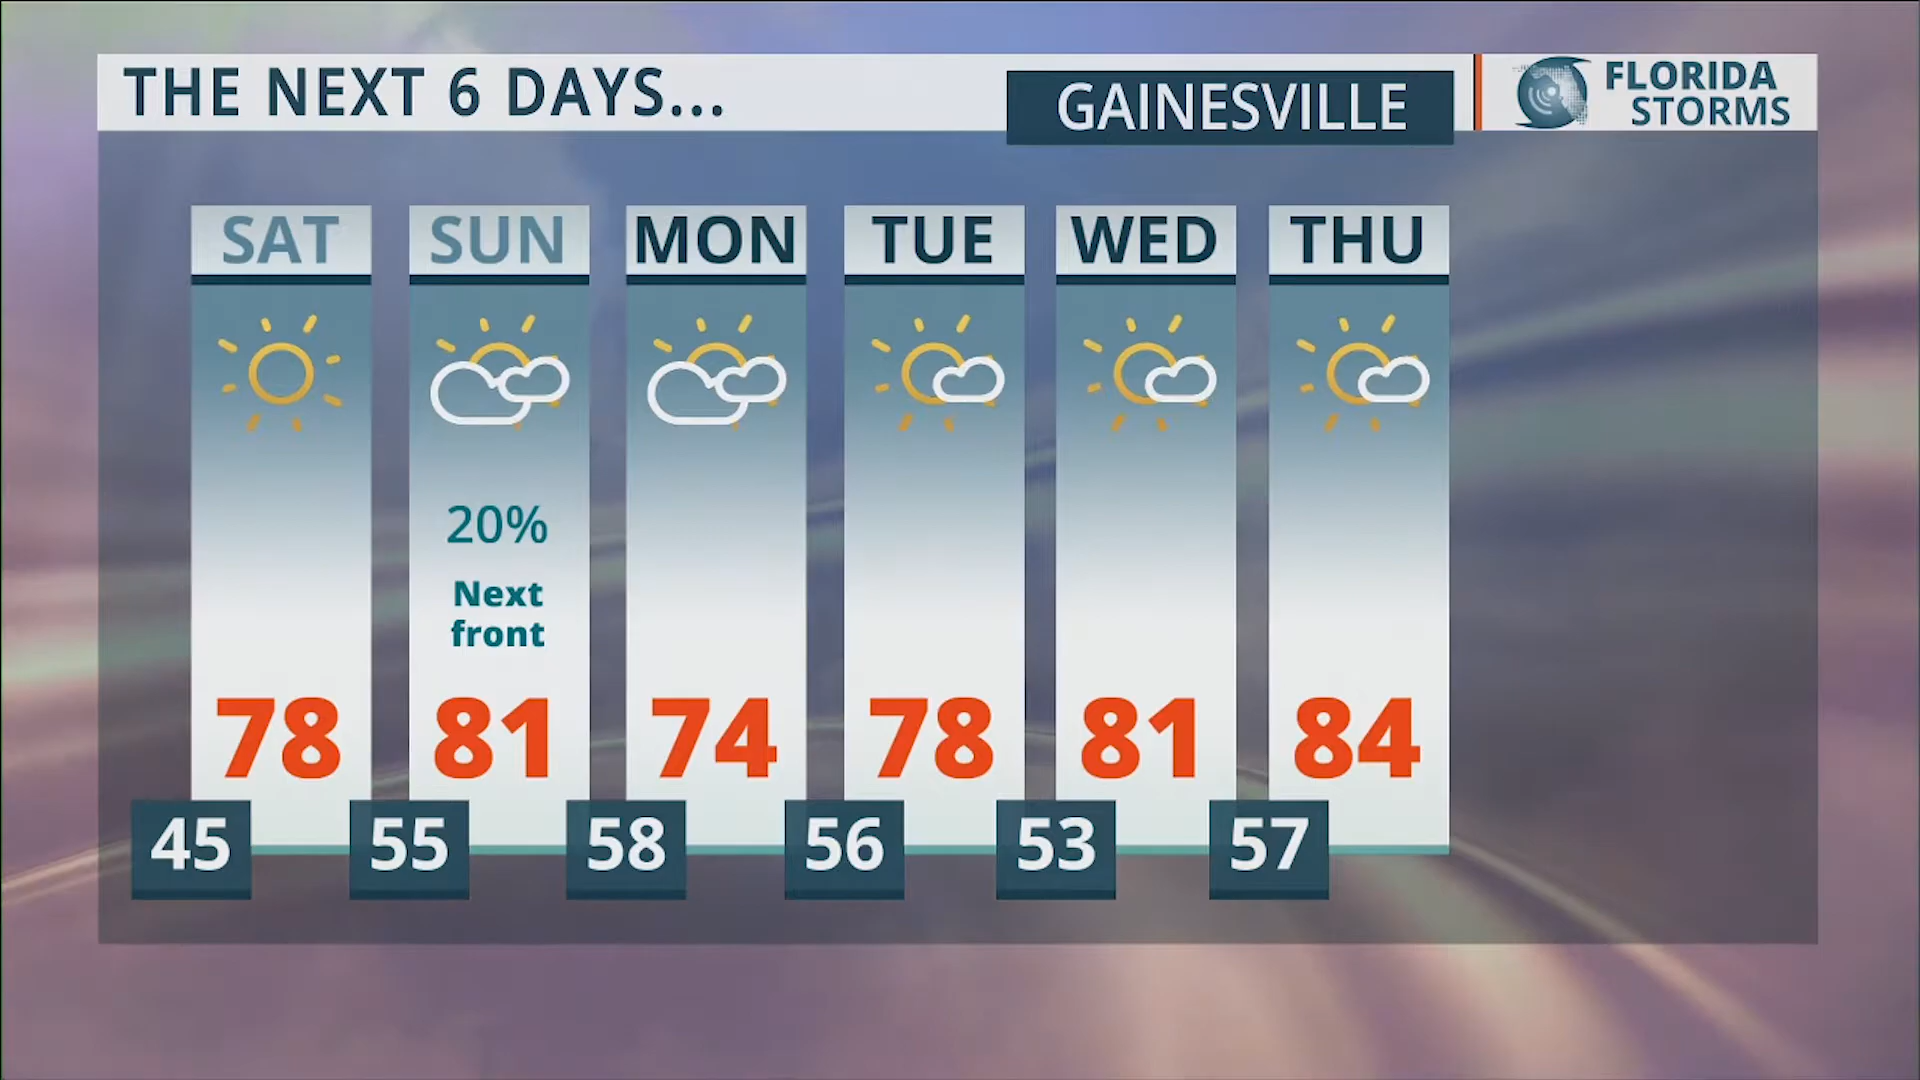 THE NEXT 6 DAYS...
GAINESVILLE
FLORIDA
STORMS
SAT SUN MON TUE WED THU
20%
Next
front
78 81 74 78 81 84
45 55 58 56 53 57